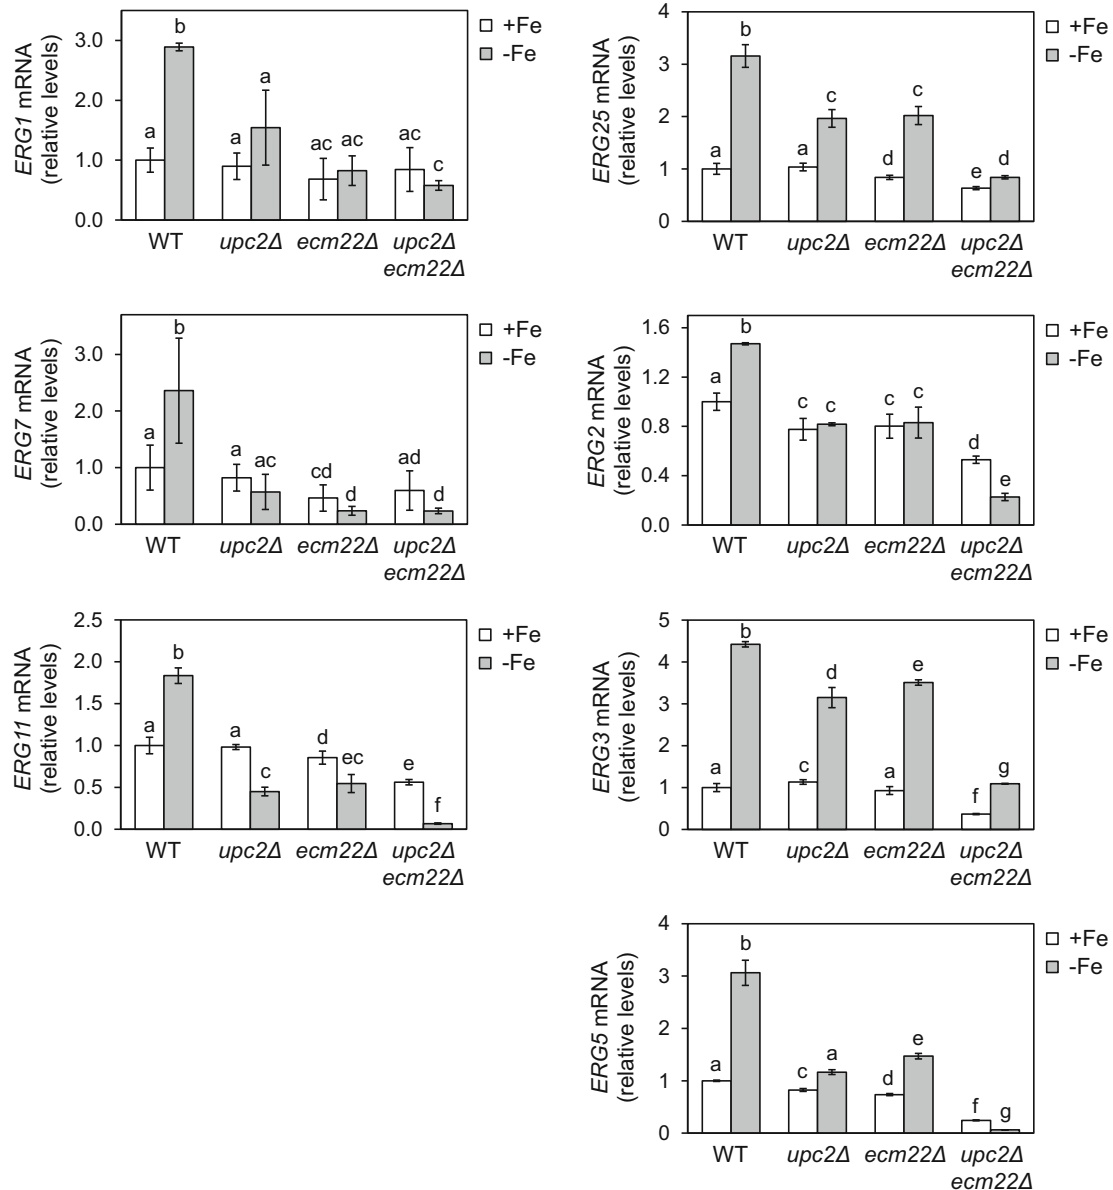 ERG1 mRNA
(relative levels)
3.0
2.0
1.0
0.0
b
a
a
a
ac
ac
ac
c
WT
upc2Δ
ecm22Δ
upc2Δ
ecm22Δ
+Fe
-Fe
ERG25 mRNA
(relative levels)
4
3
2
1
0
b
a
a
c
d
c
e
d
WT
upc2Δ
ecm22Δ
upc2Δ
ecm22Δ
+Fe
-Fe
ERG7 mRNA
(relative levels)
3.0
2.0
1.0
0.0
a
b
a
ac
cd
d
ad
d
WT
upc2Δ
ecm22Δ
upc2Δ
ecm22Δ
+Fe
-Fe
ERG2 mRNA
(relative levels)
1.6
1.2
0.8
0.4
0.0
a
b
c
c
c
c
d
e
WT
upc2Δ
ecm22Δ
upc2Δ
ecm22Δ
+Fe
-Fe
ERG11 mRNA
(relative levels)
2.5
2.0
1.5
1.0
0.5
0.0
a
b
a
c
d
ec
e
f
WT
upc2Δ
ecm22Δ
upc2Δ
ecm22Δ
+Fe
-Fe
ERG3 mRNA
(relative levels)
5
4
3
2
1
0
a
b
c
d
a
e
f
g
WT
upc2Δ
ecm22Δ
upc2Δ
ecm22Δ
+Fe
-Fe
ERG5 mRNA
(relative levels)
4
3
2
1
0
a
b
c
a
d
e
f
g
WT
upc2Δ
ecm22Δ
upc2Δ
ecm22Δ
+Fe
-Fe